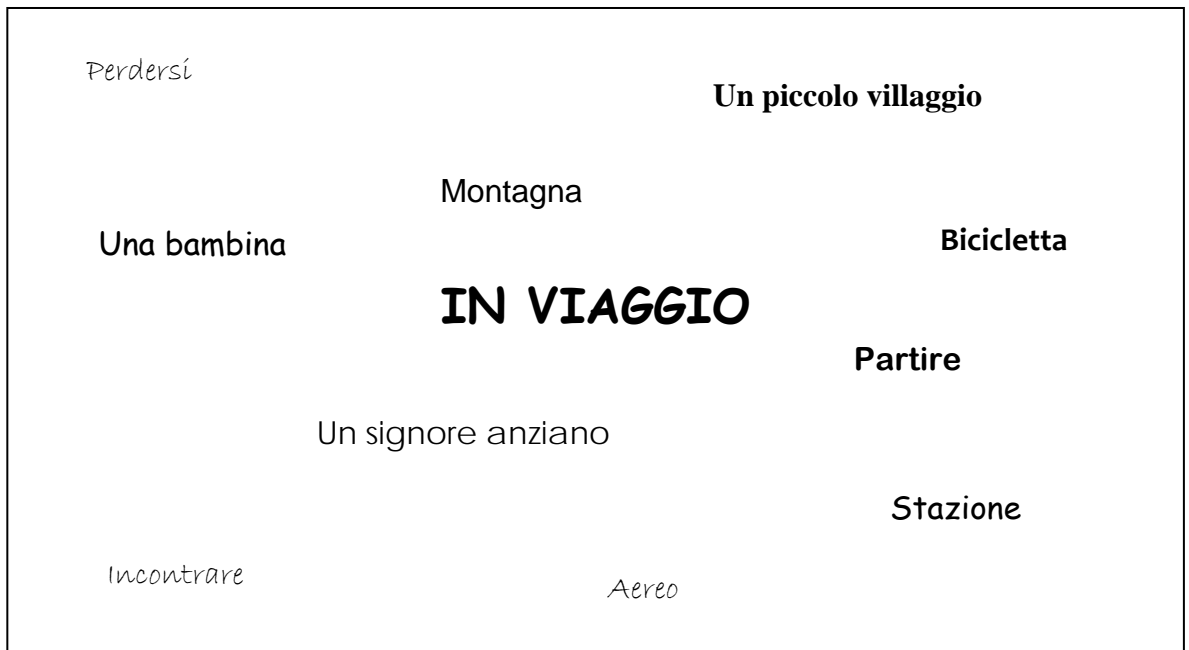 Perdersi
Un piccolo villaggio
Montagna
Una bambina
Bicicletta
IN VIAGGIO
Partire
Un signore anziano
Stazione
Incontrare
Aereo